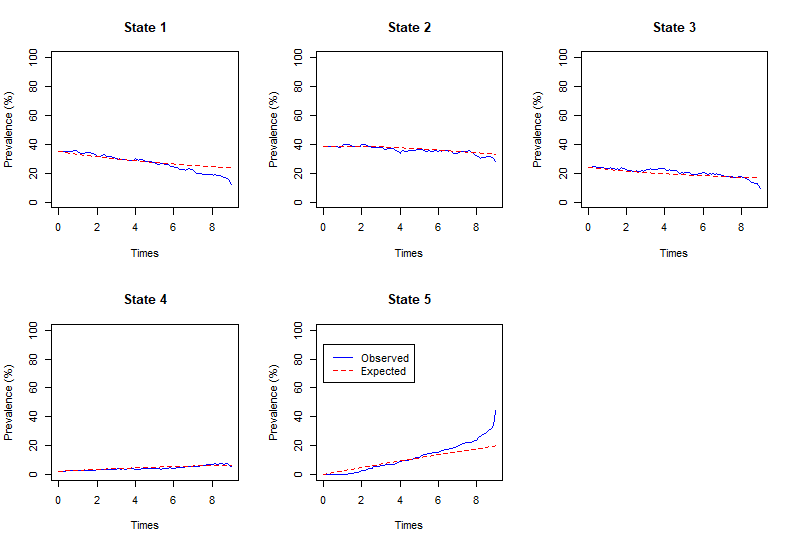 State 1
State 2
State 3
Prevalence (%)
0 20 40 60 80 100
0 2 4 6 8
Times
Prevalence (%)
0 20 40 60 80 100
0 2 4 6 8
Times
Prevalence (%)
0 20 40 60 80 100
0 2 4 6 8
Times
State 4
State 5
Prevalence (%)
0 20 40 60 80 100
0 2 4 6 8
Times
Prevalence (%)
0 20 40 60 80 100
Observed
Expected
0 2 4 6 8
Times